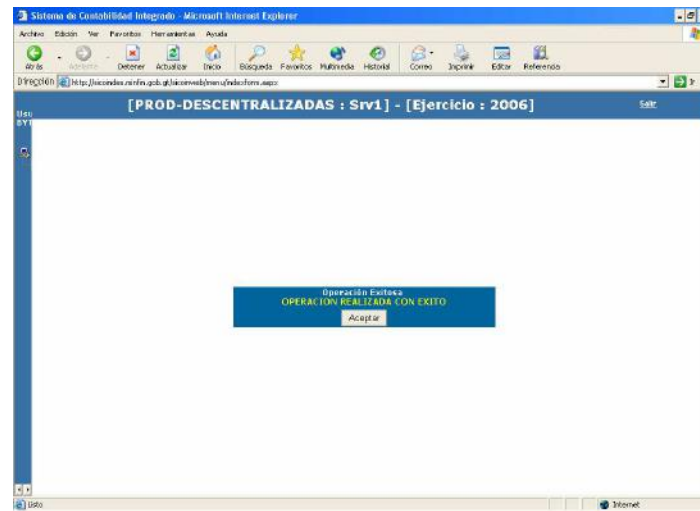 Sistema de Contabilidad Integrado - Microsoft Internet Explorer
Archivo Edición Ver Favoritos Herramientas Ayuda
Atrás Adelante Detener Actualizar Inicio Búsqueda Favoritos Multimedia Historial Correo Imprimir Editar Referencia
Dirección
[PROD-DESCENTRALIZADAS : Srv1] - [Ejercicio : 2006] Salir
Usu
Operación Exitosa
OPERACION REALIZADA CON EXITO
Aceptar
Listo Internet